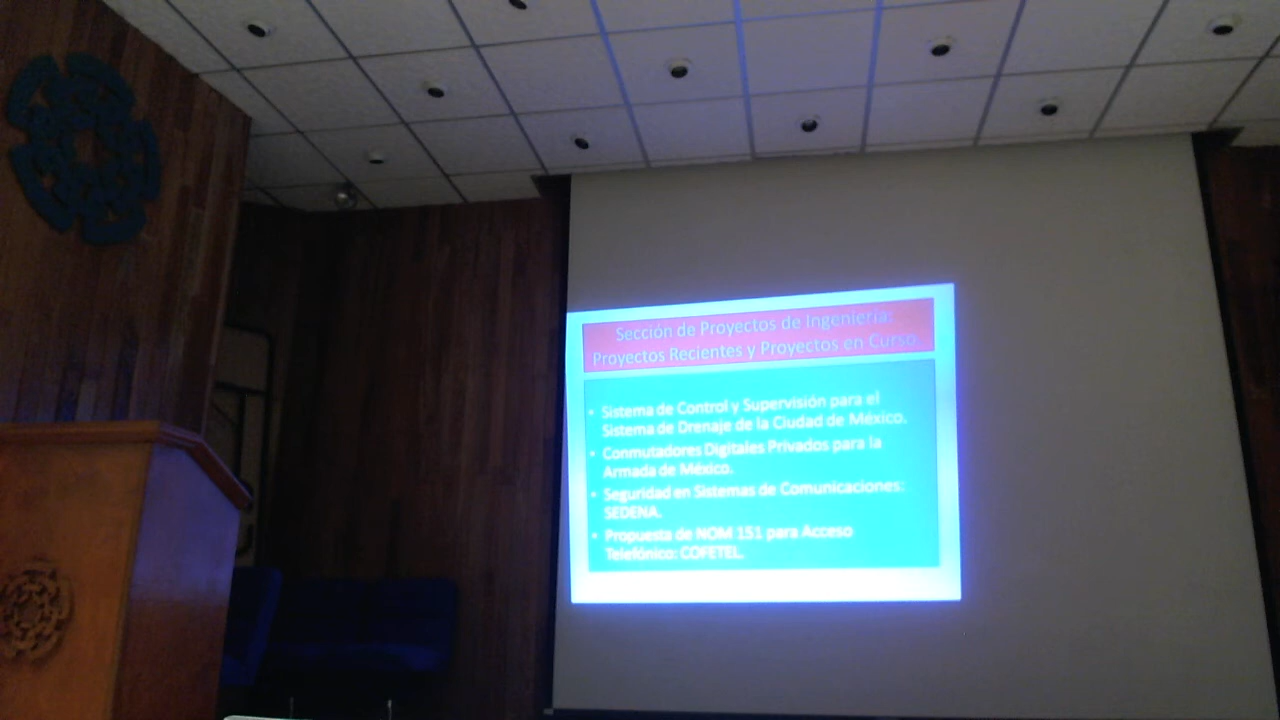 Sección de Proyectos de Ingeniería:
Proyectos Recientes y Proyectos en Curso.
• Sistema de Control y Supervisión para el
Sistema de Drenaje de la Ciudad de México.
• Conmutadores Digitales Privados para la
Armada de México.
• Seguridad en Sistemas de Comunicaciones:
SEDENA.
• Propuesta de NOM 151 para Acceso
Telefónico: COFETEL.